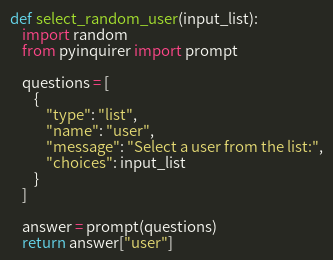 def select_random_user(input_list):
    import random
    from pyinquirer import prompt

    questions = [
        {
            "type": "list",
            "name": "user",
            "message": "Select a user from the list:",
            "choices": input_list
        }
    ]

    answer = prompt(questions)
    return answer["user"]